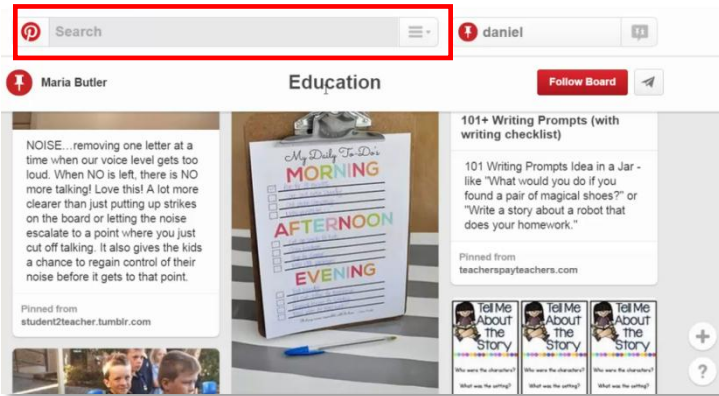 Search
daniel
Maria Butler
Education
Follow Board
NOISE...removing one letter at a
time when our voice level gets too
loud. When NO is left, there is NO
more talking! Love this! A lot more
clearer than just putting up strikes
on the board or letting the noise
escalate to a point where you just
cut off talking. It also gives the kids
a chance to regain control of their
noise before it gets to that point.
Pinned from
student2teacher.tumblr.com
My Daily To-Do's
MORNING
AFTERNOON
EVENING
101+ Writing Prompts (with
writing checklist)
101 Writing Prompts Idea in a Jar -
like "What would you do if you
found a pair of magical shoes?" or
"Write a story about a robot that
does your homework."
Pinned from
teacherspayteachers.com
Tell Me
About
the
Story
Who were the characters?
What was the setting?
Tell Me
About
the
Story
Who were the characters?
What was the setting?
Tell Me
About
the
Story
Who were the characters?
What was the setting?
+
?